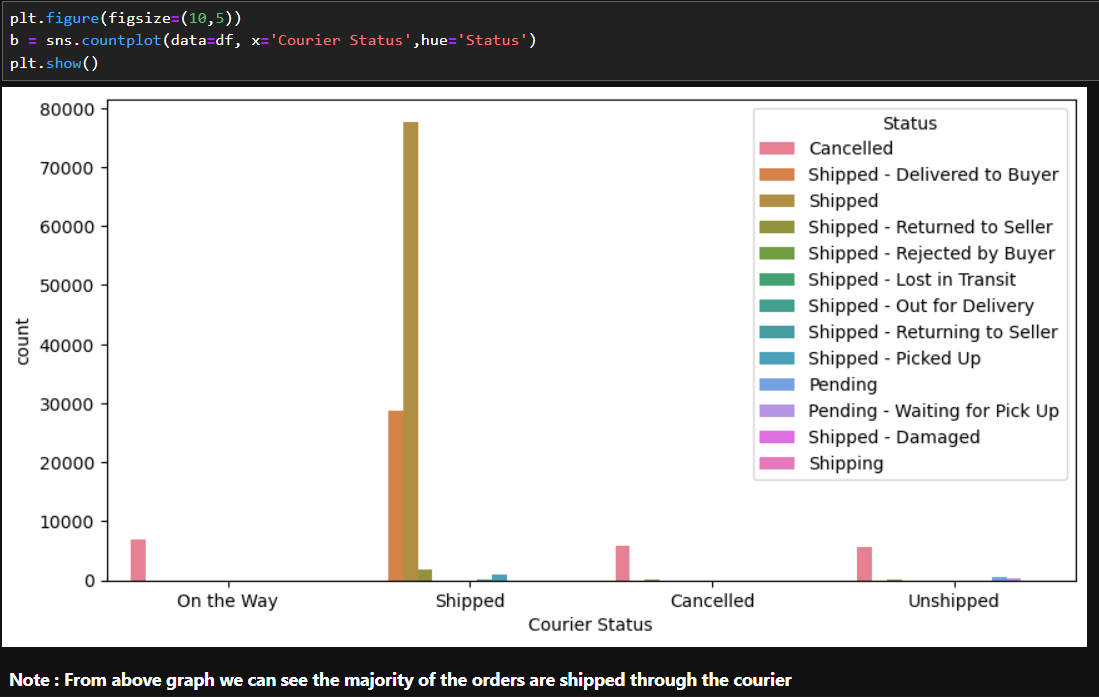 plt.figure(figsize=(10,5))
b = sns.countplot(data=df, x='Courier Status',hue='Status')
plt.show()
80000
70000
60000
50000
40000
30000
20000
10000
0
count
Status
Cancelled
Shipped - Delivered to Buyer
Shipped
Shipped - Returned to Seller
Shipped - Rejected by Buyer
Shipped - Lost in Transit
Shipped - Out for Delivery
Shipped - Returning to Seller
Shipped - Picked Up
Pending
Pending - Waiting for Pick Up
Shipped - Damaged
Shipping
On the Way
Shipped
Cancelled
Unshipped
Courier Status
Note : From above graph we can see the majority of the orders are shipped through the courier